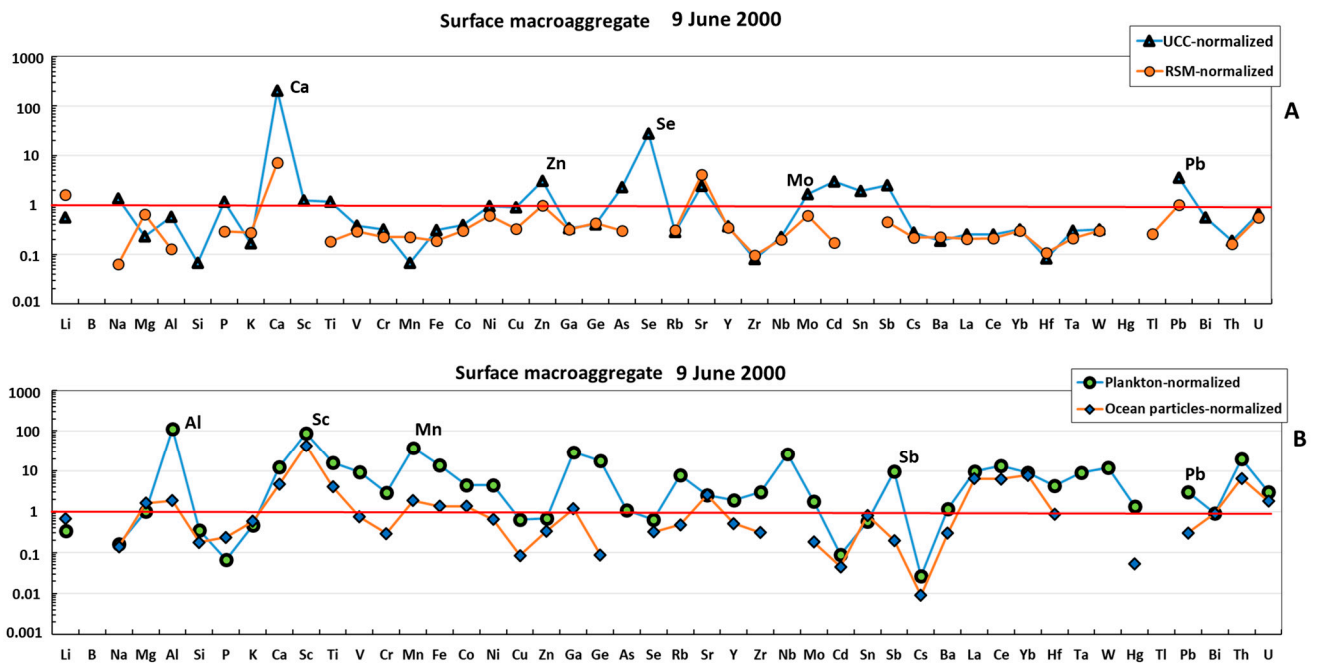 Surface macroaggregate 9 June 2000
UCC-normalized
RSM-normalized
A
1000
100
10
1
0.1
0.01
Ca
Zn
Se
Mo
Pb
Li B Na Mg Al Si P K Ca Sc Ti V Cr Mn Fe Co Ni Cu Zn Ga Ge As Se Rb Sr Y Zr Nb Mo Cd Sn Sb Cs Ba La Ce Yb Hf Ta W Hg Tl Pb Bi Th U
Surface macroaggregate 9 June 2000
Plankton-normalized
Ocean particles-normalized
B
1000
100
10
1
0.1
0.01
0.001
Al
Sc
Mn
Sb
Pb
Li B Na Mg Al Si P K Ca Sc Ti V Cr Mn Fe Co Ni Cu Zn Ga Ge As Se Rb Sr Y Zr Nb Mo Cd Sn Sb Cs Ba La Ce Yb Hf Ta W Hg Tl Pb Bi Th U